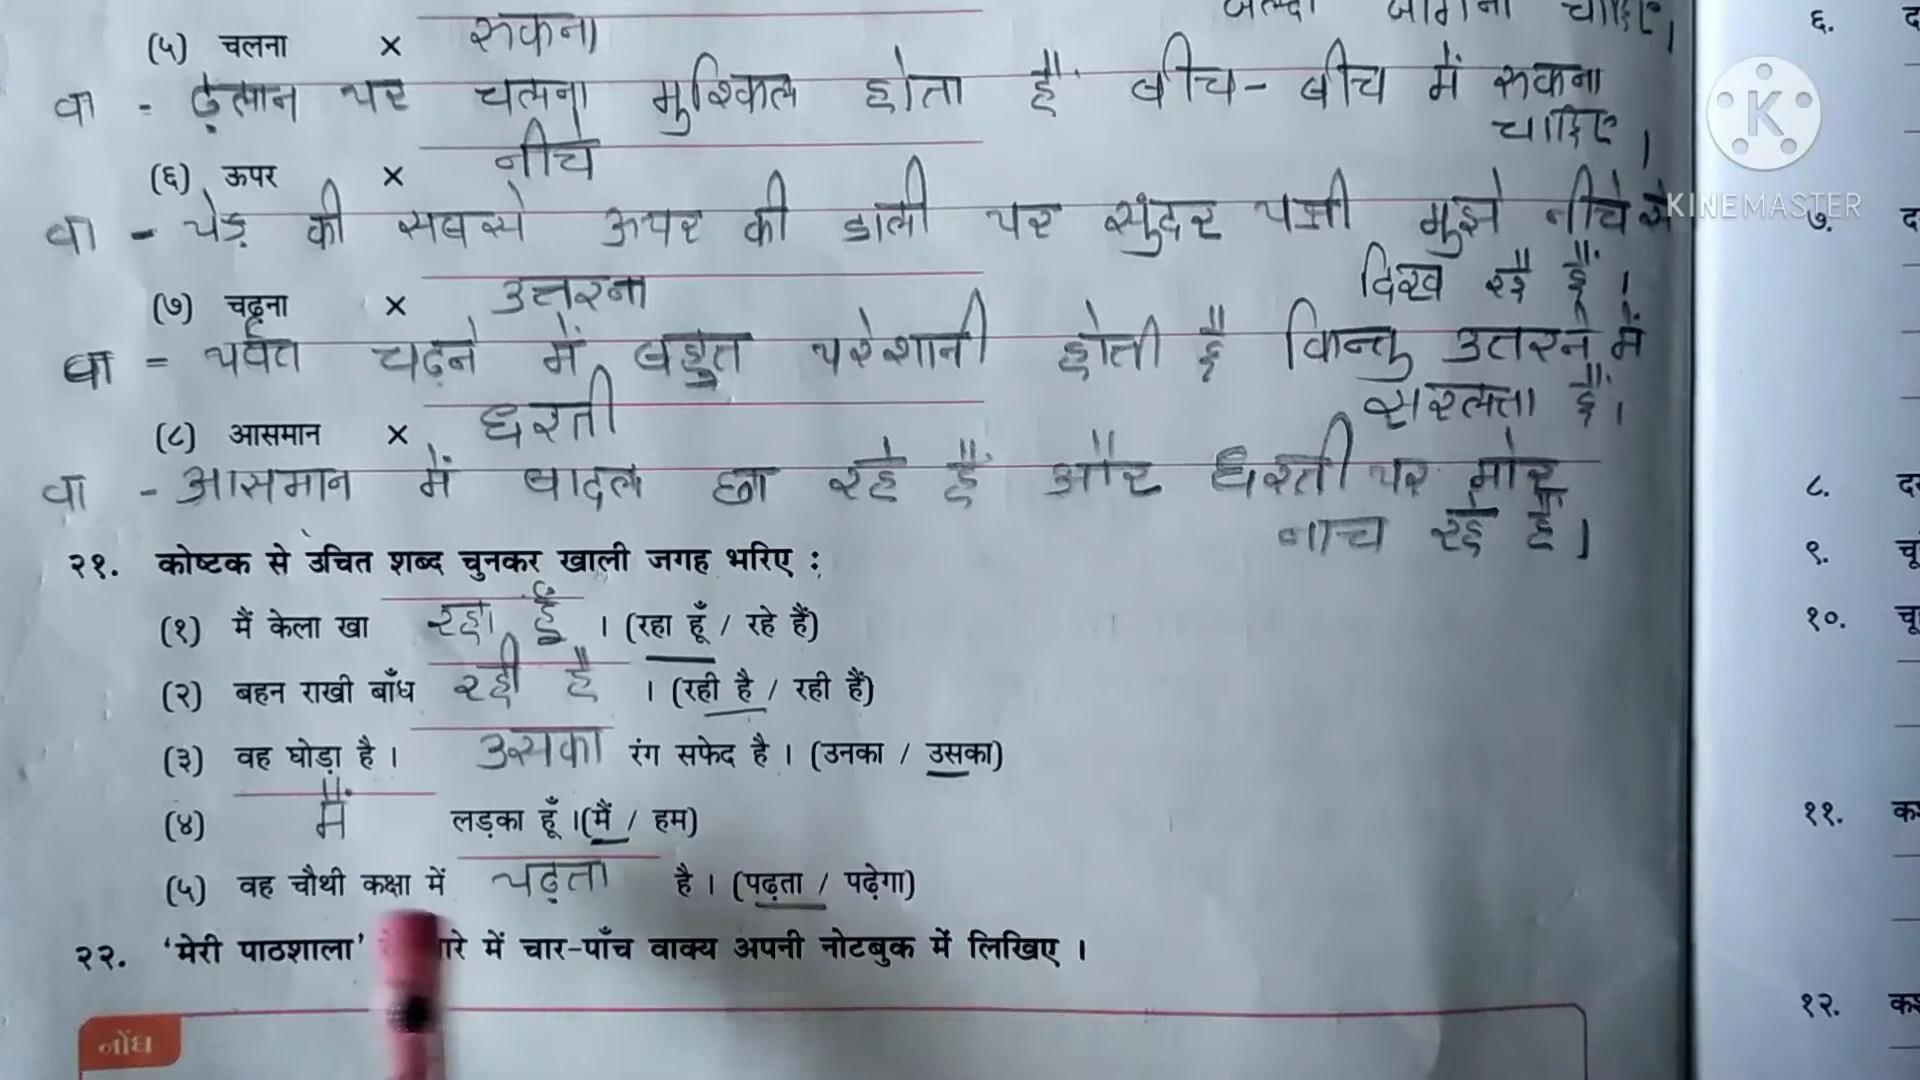 जल्दी जागना चाहिए।
(५) चलना × रुकना
वा - ढ़लान पर चलना मुश्किल होता है बीच-बीच में रुकना
चाहिए।
(६) ऊपर × नीचे
वा - पेड़ की सबसे ऊपर की डाली पर सुंदर पक्षी मुझे नीचे से
दिख रहे हैं।
(७) चढ़ना × उतरना
वा = पर्वत चढ़ने में बहुत परेशानी होती है किन्तु उतरने में
सरलता है।
(८) आसमान × धरती
वा - आसमान में बादल छा रहे हैं और धरती पर मोर
नाच रहे हैं।
२१. कोष्टक से उचित शब्द चुनकर खाली जगह भरिए :
(१) मैं केला खा रहा हूँ । (रहा हूँ / रहे हैं)
(२) बहन राखी बाँध रही है । (रही है / रही हैं)
(३) वह घोड़ा है । उसका रंग सफेद है । (उनका / उसका)
(४) मैं लड़का हूँ ।(मैं / हम)
(५) वह चौथी कक्षा में पढ़ता है । (पढ़ता / पढ़ेगा)
२२. 'मेरी पाठशाला' में चार-पाँच वाक्य अपनी नोटबुक में लिखिए ।
નોંધ
K
KINEMASTER
६.
७.
८.
९. चू
१०. चू
११.
१२.